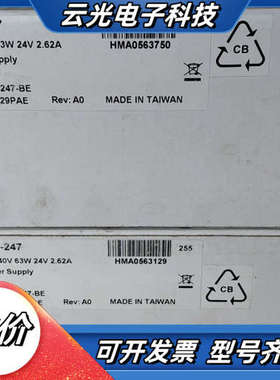 云光电子科技
3W 24V 2.62A
HMA0563750
pply
247-BE
29PAE
Rev: A0
MADE IN TAIWAN
CB
-247
255
40V 63W 24V 2.62A
HMA0563129
er Supply
7-BE
E
Rev: A0
MADE IN TAIWAN
CB
价
可开发票 型号齐